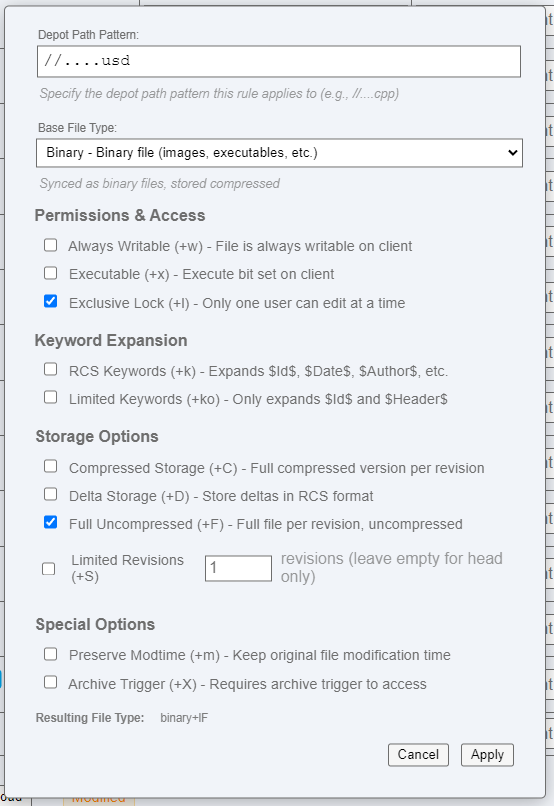 Depot Path Pattern:
//....usd
Specify the depot path pattern this rule applies to (e.g., //....cpp)
Base File Type:
Binary - Binary file (images, executables, etc.)
Synced as binary files, stored compressed
Permissions & Access
Always Writable (+w) - File is always writable on client
Executable (+x) - Execute bit set on client
Exclusive Lock (+l) - Only one user can edit at a time
Keyword Expansion
RCS Keywords (+k) - Expands $Id$, $Date$, $Author$, etc.
Limited Keywords (+ko) - Only expands $Id$ and $Header$
Storage Options
Compressed Storage (+C) - Full compressed version per revision
Delta Storage (+D) - Store deltas in RCS format
Full Uncompressed (+F) - Full file per revision, uncompressed
Limited Revisions (+S)
1
revisions (leave empty for head
only)
Special Options
Preserve Modtime (+m) - Keep original file modification time
Archive Trigger (+X) - Requires archive trigger to access
Resulting File Type: binary+lF
Cancel Apply
Modified